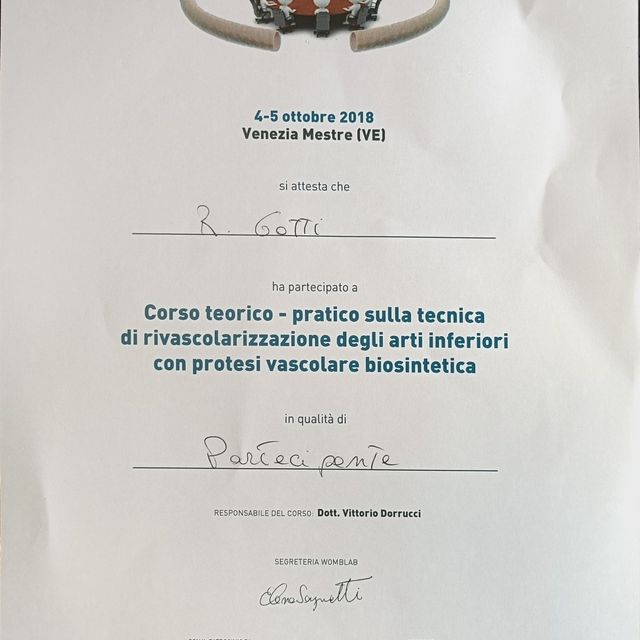 4-5 ottobre 2018
Venezia Mestre (VE)
si attesta che
R. Gotti
ha partecipato a
Corso teorico - pratico sulla tecnica
di rivascolarizzazione degli arti inferiori
con protesi vascolare biosintetica
in qualità di
Partecipante
RESPONSABILE DEL CORSO: Dott. Vittorio Dorrucci
SEGRETERIA WOMBLAB